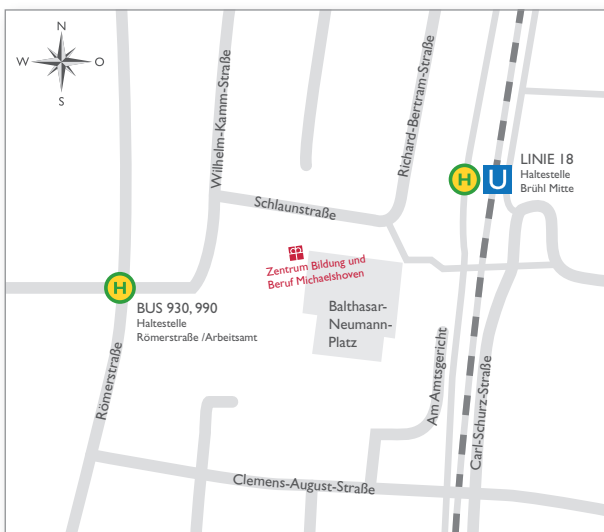 N
W O
S
Wilhelm-Kamm-Straße
Richard-Bertram-Straße
LINIE 18
Haltestelle
Brühl Mitte
H
U
Schlaunstraße
Zentrum Bildung und
Beruf Michaelshoven
H
BUS 930, 990
Haltestelle
Römerstraße /Arbeitsamt
Balthasar-
Neumann-
Platz
Römerstraße
Am Amtsgericht
Carl-Schurz-Straße
Clemens-August-Straße